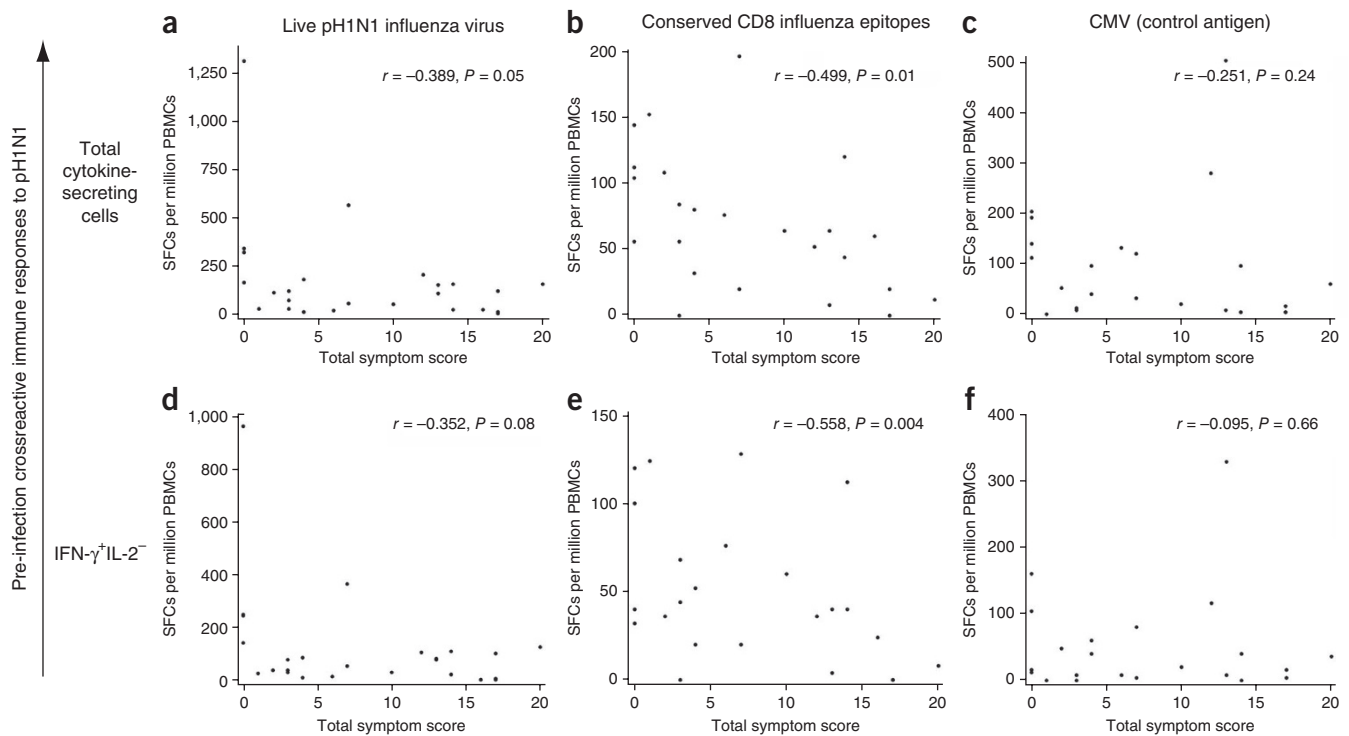 Pre-infection crossreactive immune responses to pH1N1
Total
cytokine-
secreting
cells
IFN-γ+IL-2−
a
Live pH1N1 influenza virus
r = –0.389, P = 0.05
SFCs per million PBMCs
1,250
1,000
750
500
250
0
0 5 10 15 20
Total symptom score
b
Conserved CD8 influenza epitopes
r = –0.499, P = 0.01
SFCs per million PBMCs
200
150
100
50
0
0 5 10 15 20
Total symptom score
c
CMV (control antigen)
r = –0.251, P = 0.24
SFCs per million PBMCs
500
400
300
200
100
0
0 5 10 15 20
Total symptom score
d
r = –0.352, P = 0.08
SFCs per million PBMCs
1,000
800
600
400
200
0
0 5 10 15 20
Total symptom score
e
r = –0.558, P = 0.004
SFCs per million PBMCs
150
100
50
0
0 5 10 15 20
Total symptom score
f
r = –0.095, P = 0.66
SFCs per million PBMCs
400
300
200
100
0
0 5 10 15 20
Total symptom score